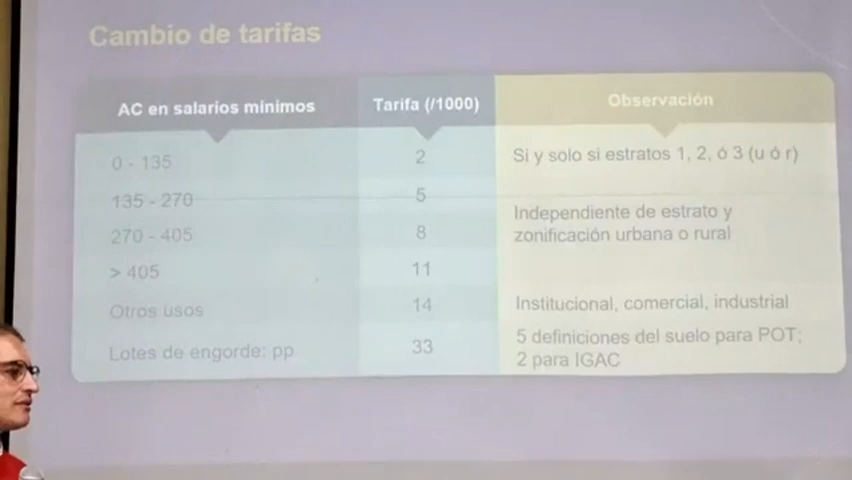 Cambio de tarifas
AC en salarios mínimos Tarifa (/1000) Observación
0 - 135 2 Si y solo si estratos 1, 2, ó 3 (u ó r)
135 - 270 5
Independiente de estrato y
270 - 405 8 zonificación urbana o rural
> 405 11
Otros usos 14 Institucional, comercial, industrial
Lotes de engorde: pp 33 5 definiciones del suelo para POT;
2 para IGAC